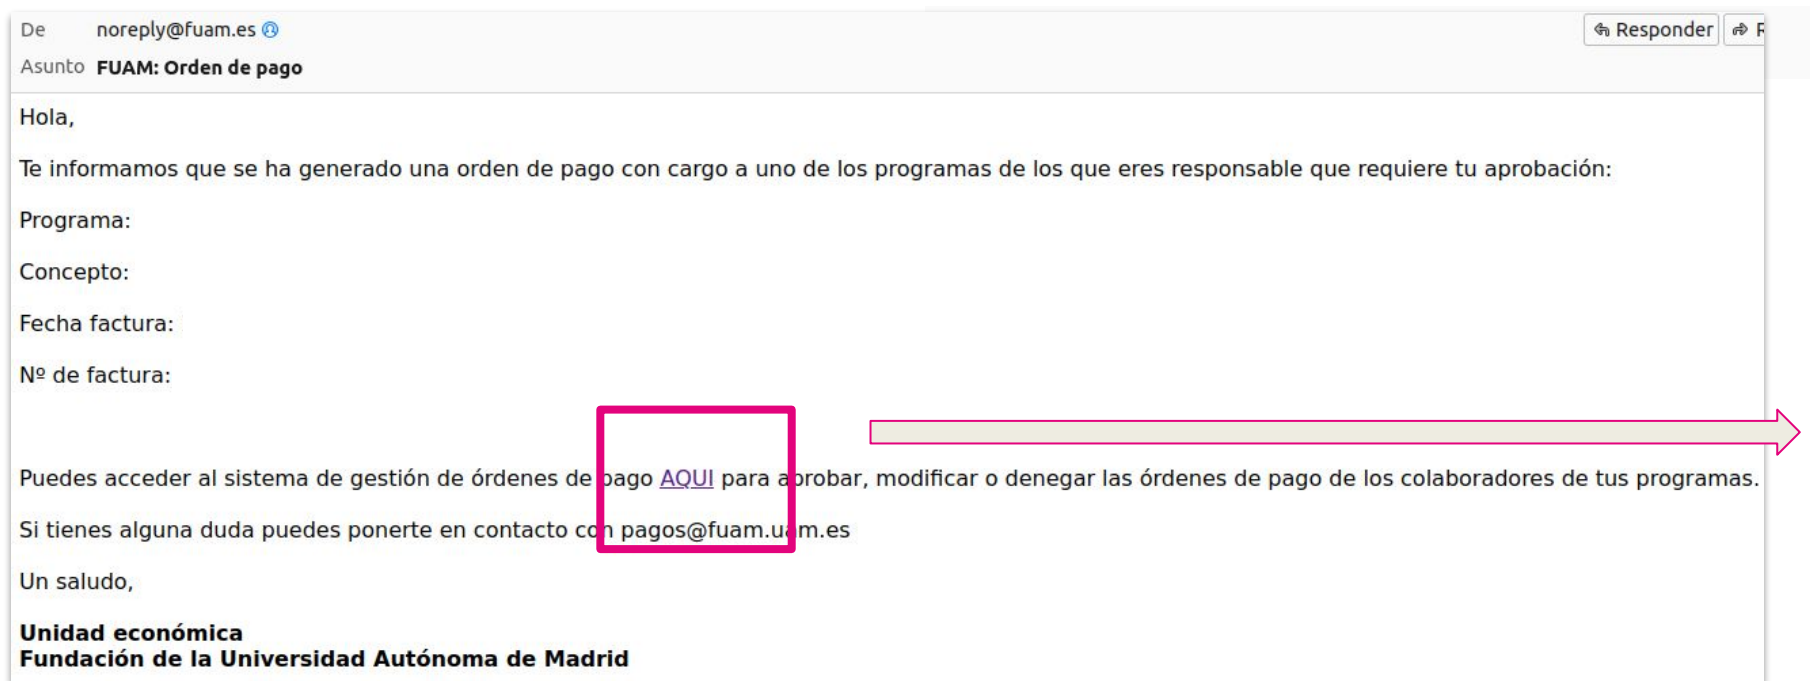 De noreply@fuam.es
Responder
Asunto FUAM: Orden de pago
Hola,
Te informamos que se ha generado una orden de pago con cargo a uno de los programas de los que eres responsable que requiere tu aprobación:
Programa:
Concepto:
Fecha factura:
Nº de factura:
Puedes acceder al sistema de gestión de órdenes de pago AQUI para aprobar, modificar o denegar las órdenes de pago de los colaboradores de tus programas.
Si tienes alguna duda puedes ponerte en contacto con pagos@fuam.uam.es
Un saludo,
Unidad económica
Fundación de la Universidad Autónoma de Madrid